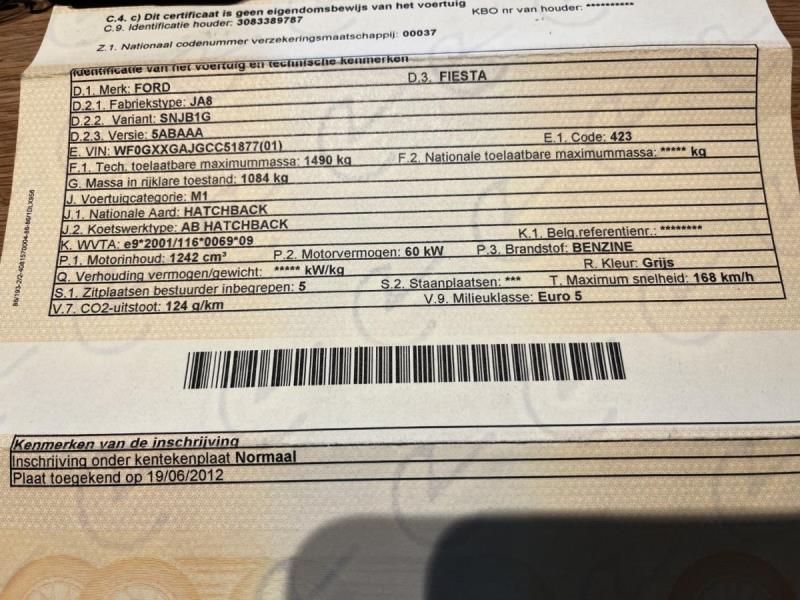 C.4. c) Dit certificaat is geen eigendomsbewijs van het voertuig
C.9. Identificatie houder: 3083389787 KBO nr van houder: **********
Z.1. Nationaal codenummer verzekeringsmaatschappij: 00037
Identificatie van het voertuig en technische kenmerken
D.1. Merk: FORD D.3. FIESTA
D.2.1. Fabriekstype: JA8
D.2.2. Variant: SNJB1G
D.2.3. Versie: 5ABAAA
E. VIN: WF0GXXGAJGCC51877(01) E.1. Code: 423
F.1. Tech. toelaatbare maximummassa: 1490 kg F.2. Nationale toelaatbare maximummassa: ***** kg
G. Massa in rijklare toestand: 1084 kg
J. Voertuigcategorie: M1
J.1. Nationale Aard: HATCHBACK
J.2. Koetswerktype: AB HATCHBACK
K. WVTA: e9*2001/116*0069*09 K.1. Belg.referentienr.: ********
P.1. Motorinhoud: 1242 cm³ P.2. Motorvermogen: 60 kW P.3. Brandstof: BENZINE
Q. Verhouding vermogen/gewicht: ***** kW/kg R. Kleur: Grijs
S.1. Zitplaatsen bestuurder inbegrepen: 5 S.2. Staanplaatsen: *** T. Maximum snelheid: 168 km/h
V.7. CO2-uitstoot: 124 g/km V.9. Milieuklasse: Euro 5
Kenmerken van de inschrijving
Inschrijving onder kentekenplaat Normaal
Plaat toegekend op 19/06/2012